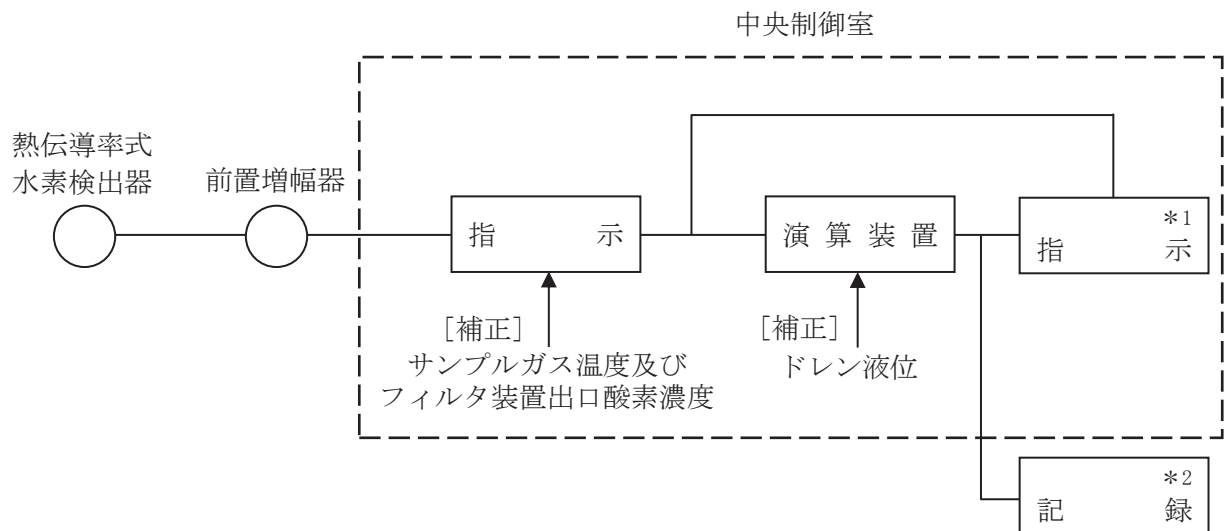 中央制御室
熱伝導率式
水素検出器
前置増幅器
指示
演算装置
*1
指示
[補正]
サンプルガス温度及び
フィルタ装置出口酸素濃度
[補正]
ドレン液位
*2
記録